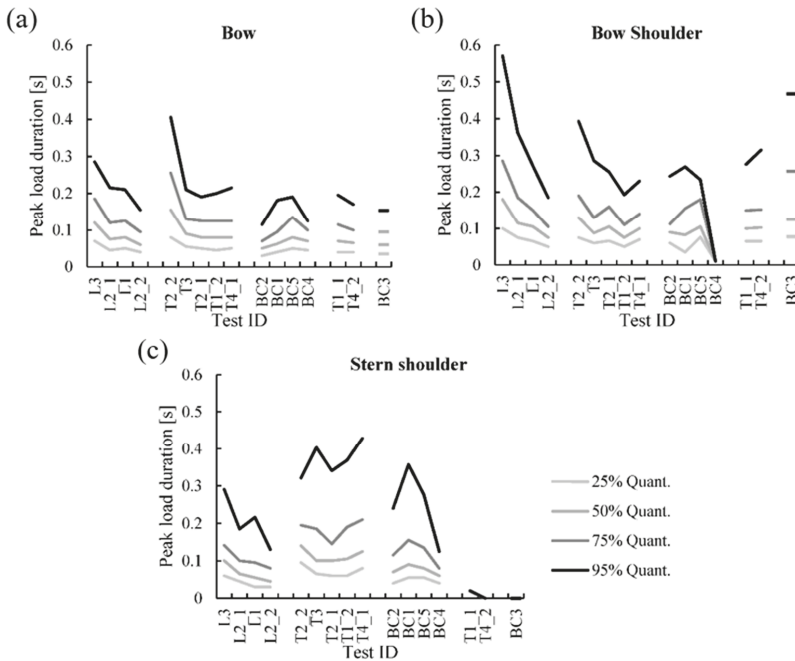 (a)
Bow
Peak load duration [s]
0.6
0.5
0.4
0.3
0.2
0.1
0
L3
L2_1
L1
L2_2
T2_2
T3
T2_1
T1_2
T4_1
BC2
BC1
BC5
BC4
T1_1
T4_2
BC3
Test ID
(b)
Bow Shoulder
Peak load duration [s]
0.6
0.5
0.4
0.3
0.2
0.1
0
L3
L2_1
L1
L2_2
T2_2
T3
T2_1
T1_2
T4_1
BC2
BC1
BC5
BC4
T1_1
T4_2
BC3
Test ID
(c)
Stern shoulder
Peak load duration [s]
0.6
0.5
0.4
0.3
0.2
0.1
0
L3
L2_1
L1
L2_2
T2_2
T3
T2_1
T1_2
T4_1
BC2
BC1
BC5
BC4
T1_1
T4_2
BC3
Test ID
25% Quant.
50% Quant.
75% Quant.
95% Quant.